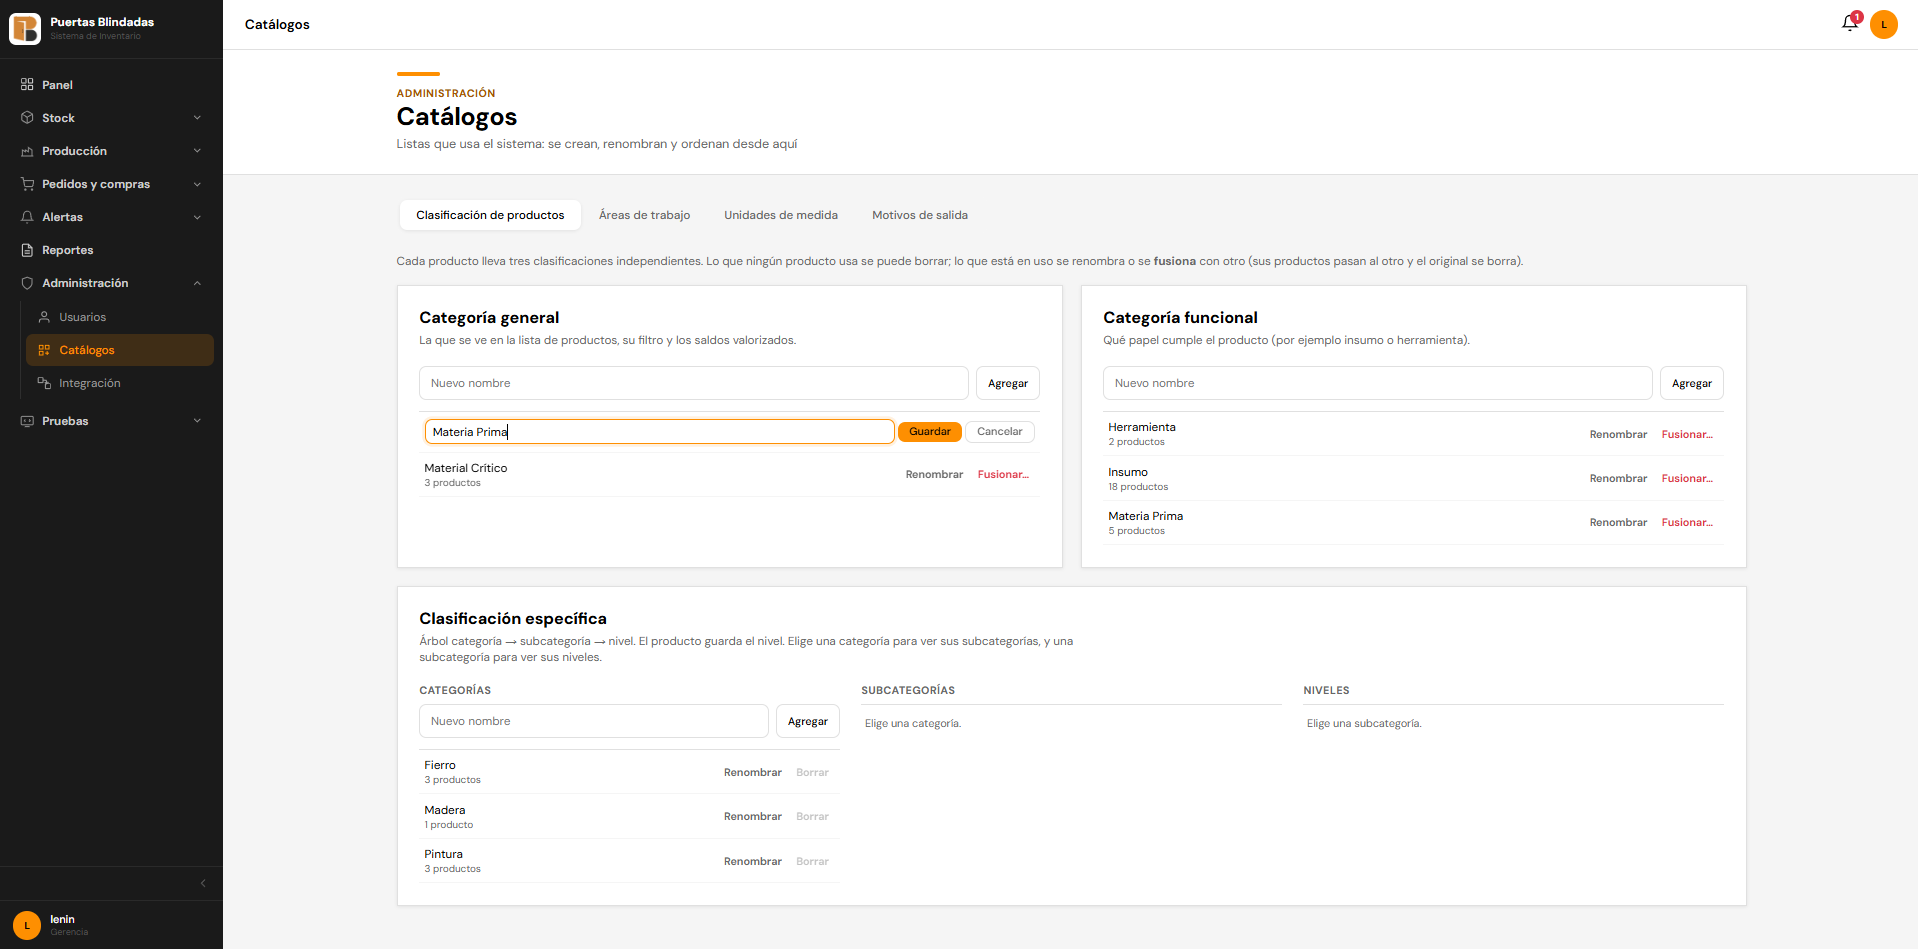 Puertas Blindadas
Sistema de Inventario
Panel
Stock
Producción
Pedidos y compras
Alertas
Reportes
Administración
Usuarios
Catálogos
Integración
Pruebas
L
lenin
Gerencia
Catálogos
1
L
ADMINISTRACIÓN
Catálogos
Listas que usa el sistema: se crean, renombran y ordenan desde aquí
Clasificación de productos
Áreas de trabajo
Unidades de medida
Motivos de salida
Cada producto lleva tres clasificaciones independientes. Lo que ningún producto usa se puede borrar; lo que está en uso se renombra o se fusiona con otro (sus productos pasan al otro y el original se borra).
Categoría general
La que se ve en la lista de productos, su filtro y los saldos valorizados.
Nuevo nombre
Agregar
Materia Prima
Guardar
Cancelar
Material Crítico
3 productos
Renombrar
Fusionar...
Categoría funcional
Qué papel cumple el producto (por ejemplo insumo o herramienta).
Nuevo nombre
Agregar
Herramienta
2 productos
Renombrar
Fusionar...
Insumo
18 productos
Renombrar
Fusionar...
Materia Prima
5 productos
Renombrar
Fusionar...
Clasificación específica
Árbol categoría → subcategoría → nivel. El producto guarda el nivel. Elige una categoría para ver sus subcategorías, y una
subcategoría para ver sus niveles.
CATEGORÍAS
Nuevo nombre
Agregar
Fierro
3 productos
Renombrar
Borrar
Madera
1 producto
Renombrar
Borrar
Pintura
3 productos
Renombrar
Borrar
SUBCATEGORÍAS
Elige una categoría.
NIVELES
Elige una subcategoría.